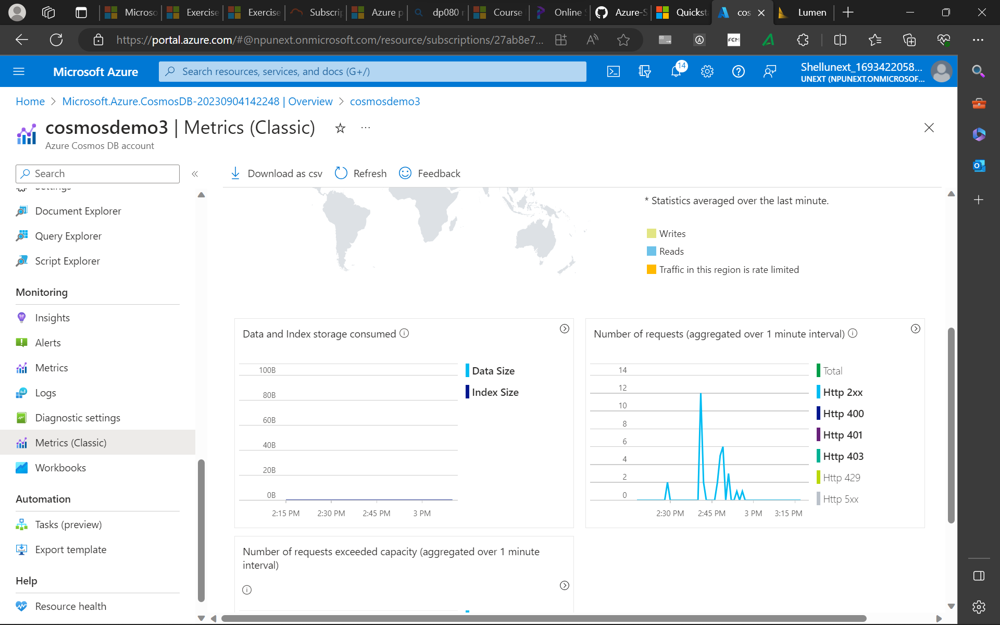 Microso
Exercise
Exercise
Subscrip
Azure p
dp080 r
Course
Online
Azure-S
Quicksta
cos
Lumen
https://portal.azure.com/#@npunext.onmicrosoft.com/resource/subscriptions/27ab8e7...
Microsoft Azure
Search resources, services, and docs (G+/)
14
Shellunext_1693422058...
UNEXT (NPUNEXT.ONMICROSOF...
Home > Microsoft.Azure.CosmosDB-20230904142248 | Overview > cosmosdemo3
cosmosdemo3 | Metrics (Classic)
Azure Cosmos DB account
Search
Download as csv
Refresh
Feedback
Settings
Document Explorer
Query Explorer
Script Explorer
Monitoring
Insights
Alerts
Metrics
Logs
Diagnostic settings
Metrics (Classic)
Workbooks
Automation
Tasks (preview)
Export template
Help
Resource health
* Statistics averaged over the last minute.
Writes
Reads
Traffic in this region is rate limited
Data and Index storage consumed
100B
80B
60B
40B
20B
0B
2:15 PM
2:30 PM
2:45 PM
3 PM
Data Size
Index Size
Number of requests (aggregated over 1 minute interval)
14
12
10
8
6
4
2
0
2:30 PM
2:45 PM
3 PM
3:15 PM
Total
Http 2xx
Http 400
Http 401
Http 403
Http 429
Http 5xx
Number of requests exceeded capacity (aggregated over 1 minute
interval)